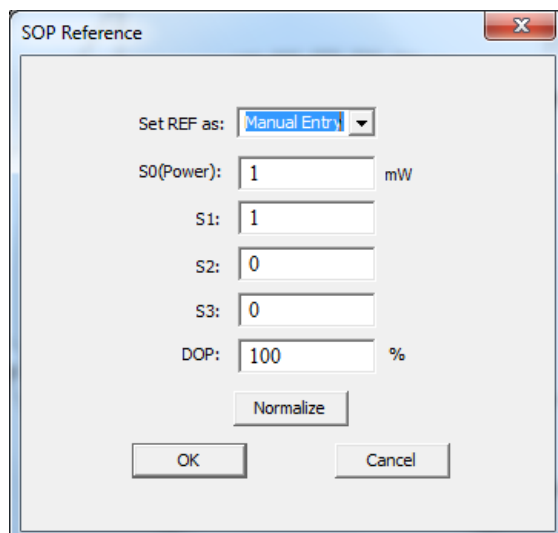 SOP Reference
Set REF as: Manual Entry
S0(Power): 1 mW
S1: 1
S2: 0
S3: 0
DOP: 100 %
Normalize
OK Cancel